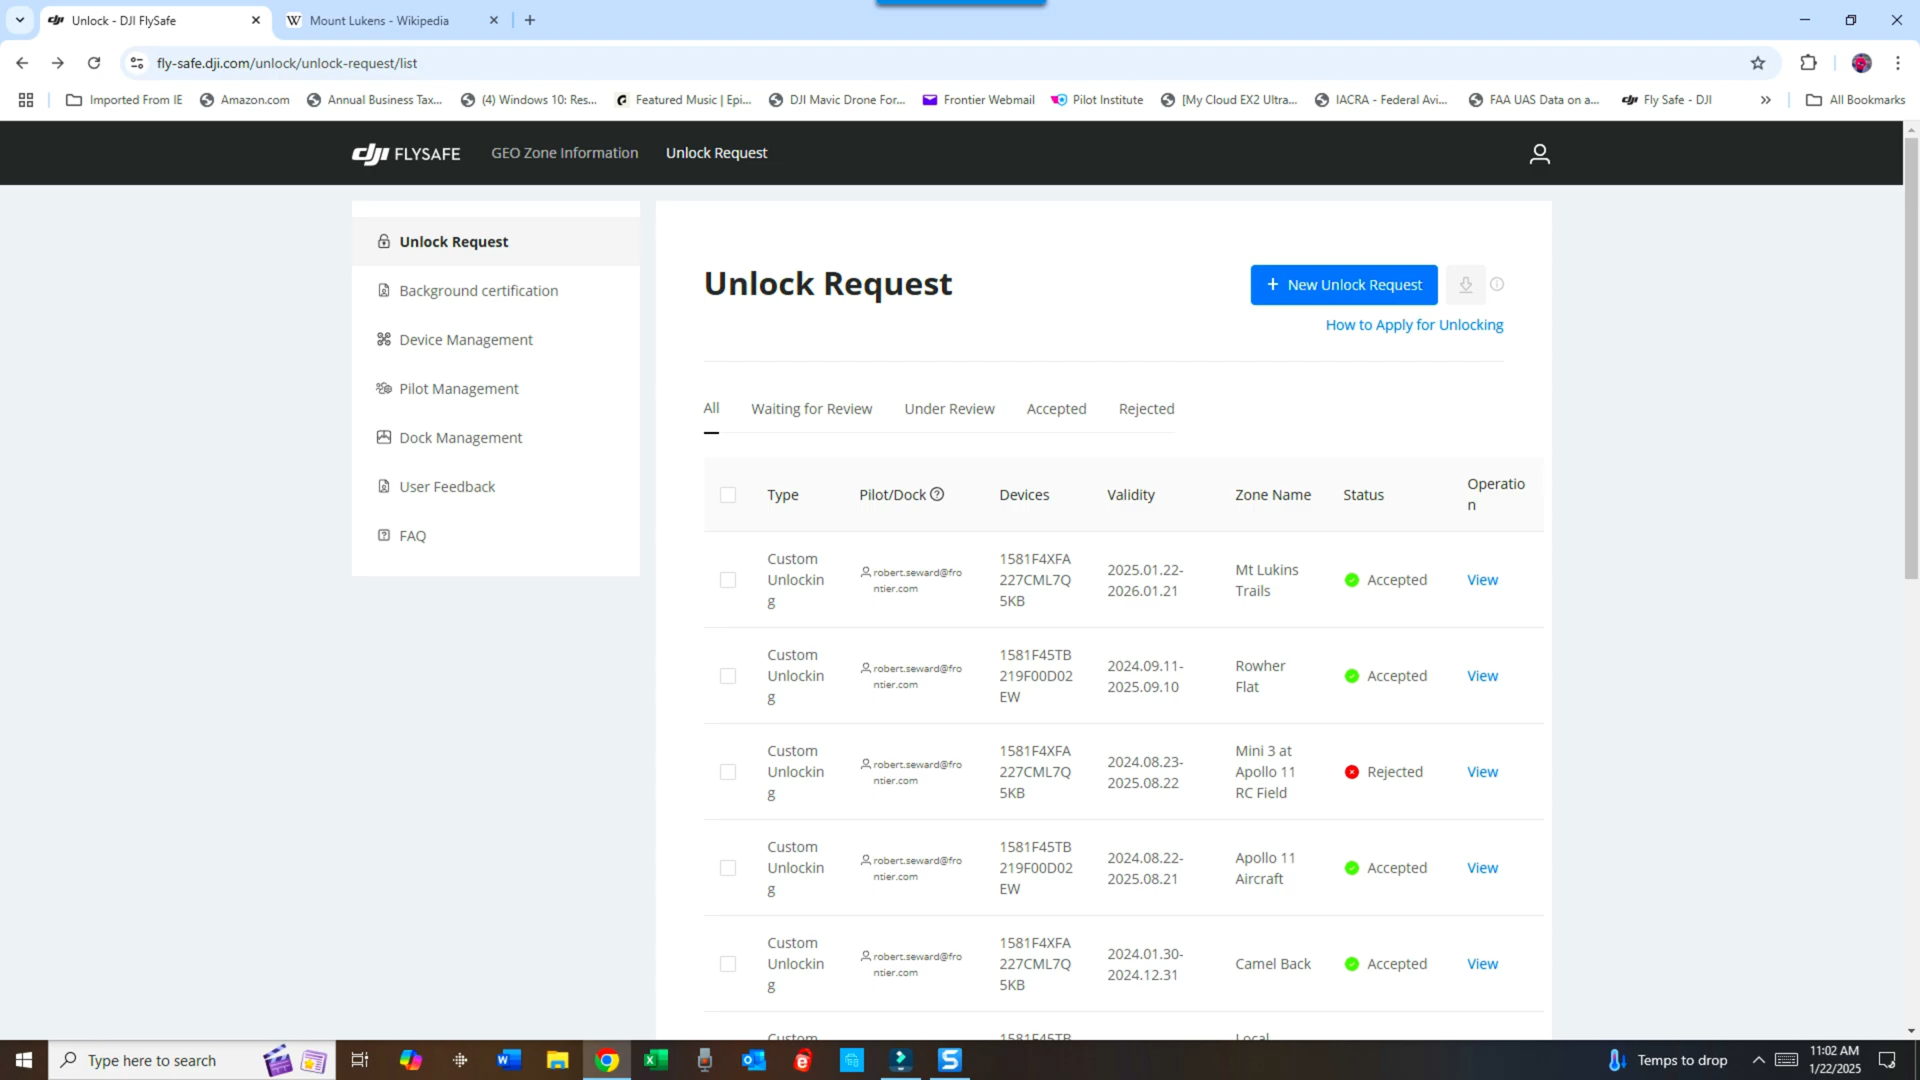 Unlock - DJI FlySafe
Mount Lukens - Wikipedia
fly-safe.dji.com/unlock/unlock-request/list
Imported From IE
Amazon.com
Annual Business Tax...
(4) Windows 10: Res...
Featured Music | Epi...
DJI Mavic Drone For...
Frontier Webmail
Pilot Institute
[My Cloud EX2 Ultra...
IACRA - Federal Avi...
FAA UAS Data on a...
Fly Safe - DJI
All Bookmarks
dji FLYSAFE
GEO Zone Information
Unlock Request
Unlock Request
Background certification
Device Management
Pilot Management
Dock Management
User Feedback
FAQ
Unlock Request
+ New Unlock Request
How to Apply for Unlocking
All
Waiting for Review
Under Review
Accepted
Rejected
Type
Pilot/Dock
Devices
Validity
Zone Name
Status
Operatio
n
Custom
Unlockin
g
robert.seward@fro
ntier.com
1581F4XFA
227CML7Q
5KB
2025.01.22-
2026.01.21
Mt Lukins
Trails
Accepted
View
Custom
Unlockin
g
robert.seward@fro
ntier.com
1581F45TB
219F00D02
EW
2024.09.11-
2025.09.10
Rowher
Flat
Accepted
View
Custom
Unlockin
g
robert.seward@fro
ntier.com
1581F4XFA
227CML7Q
5KB
2024.08.23-
2025.08.22
Mini 3 at
Apollo 11
RC Field
Rejected
View
Custom
Unlockin
g
robert.seward@fro
ntier.com
1581F45TB
219F00D02
EW
2024.08.22-
2025.08.21
Apollo 11
Aircraft
Accepted
View
Custom
Unlockin
g
robert.seward@fro
ntier.com
1581F4XFA
227CML7Q
5KB
2024.01.30-
2024.12.31
Camel Back
Accepted
View
Custom
1581F45TB
Local
Type here to search
Temps to drop
11:02 AM
1/22/2025